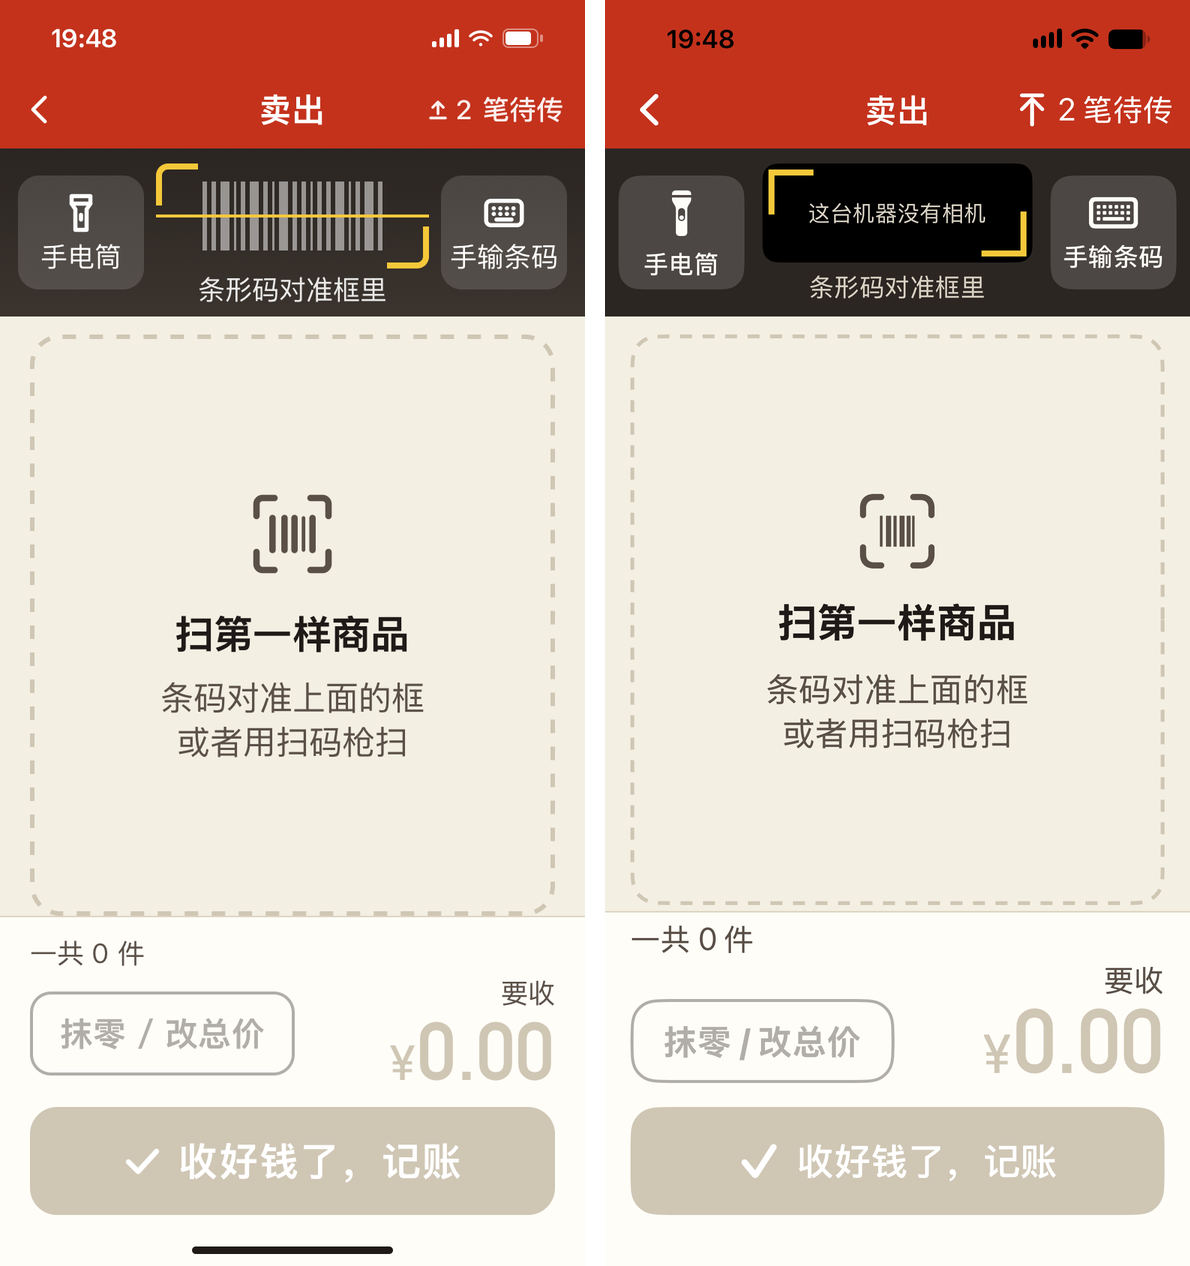 19:48
卖出
2 笔待传
手电筒
手输条码
条形码对准框里
扫第一样商品
条码对准上面的框
或者用扫码枪扫
一共 0 件
要收
抹零 / 改总价
¥0.00
收好钱了，记账
19:48
卖出
2 笔待传
手电筒
这台机器没有相机
手输条码
条形码对准框里
扫第一样商品
条码对准上面的框
或者用扫码枪扫
一共 0 件
要收
抹零 / 改总价
¥0.00
收好钱了，记账